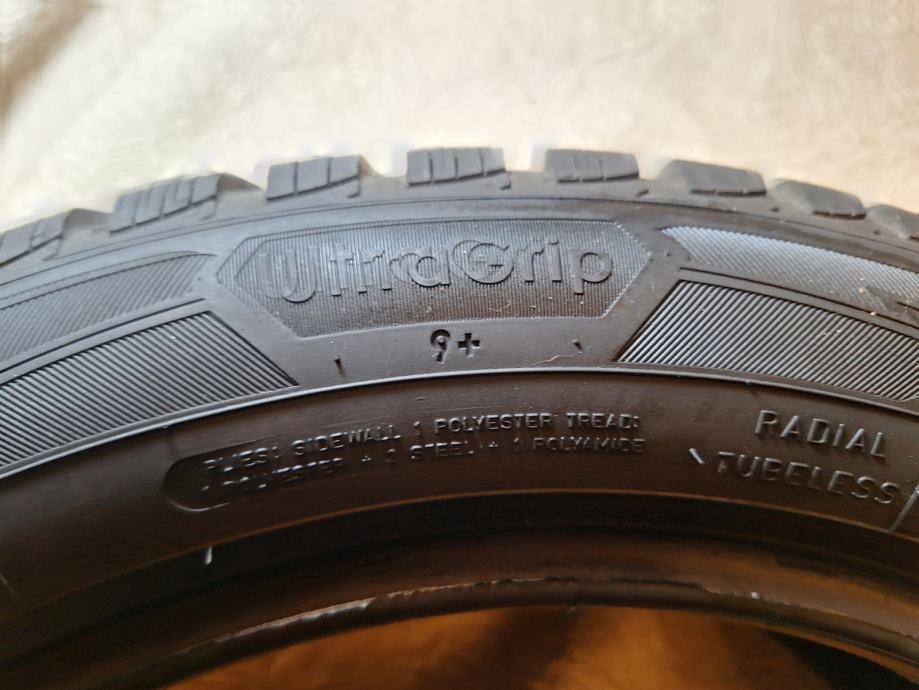 UltraGrip
9+
PLIES: SIDEWALL 1 POLYESTER TREAD:
1 POLYESTER + 2 STEEL + 1 POLYAMIDE
RADIAL
TUBELESS